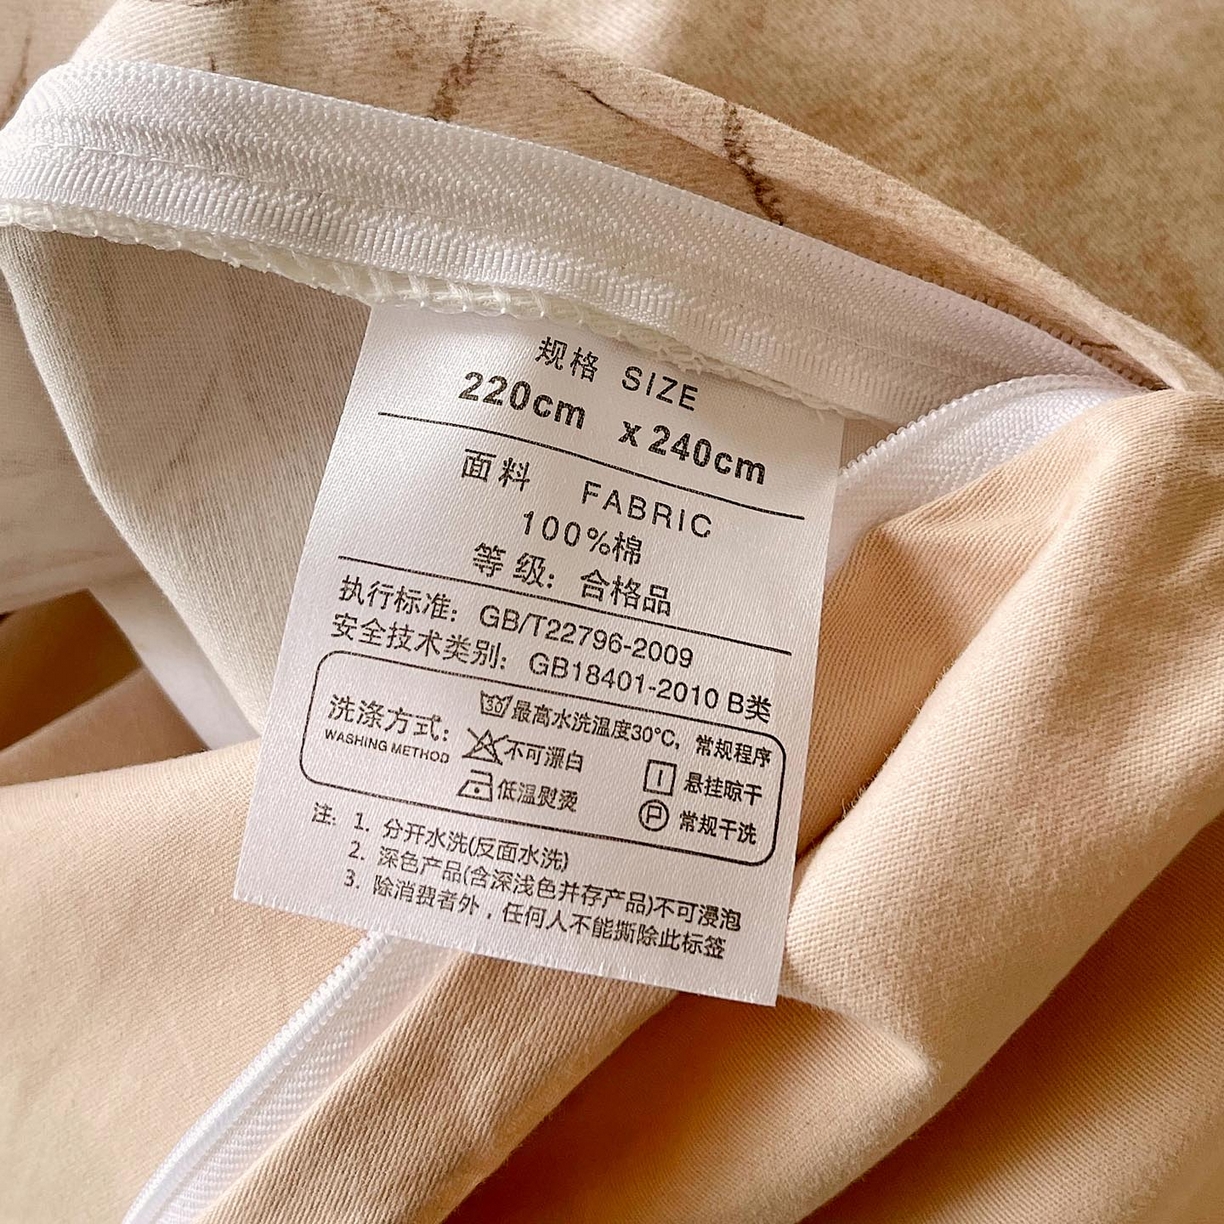 规格 SIZE
220cm x 240cm
面料 FABRIC
100%棉
等级：合格品
执行标准：GB/T22796-2009
安全技术类别：GB18401-2010 B类
洗涤方式：
WASHING METHOD
30 最高水洗温度30℃，常规程序
不可漂白
悬挂晾干
低温熨烫
P 常规干洗
注：1. 分开水洗(反面水洗)
2. 深色产品(含深浅色并存产品)不可浸泡
3. 除消费者外，任何人不能撕除此标签